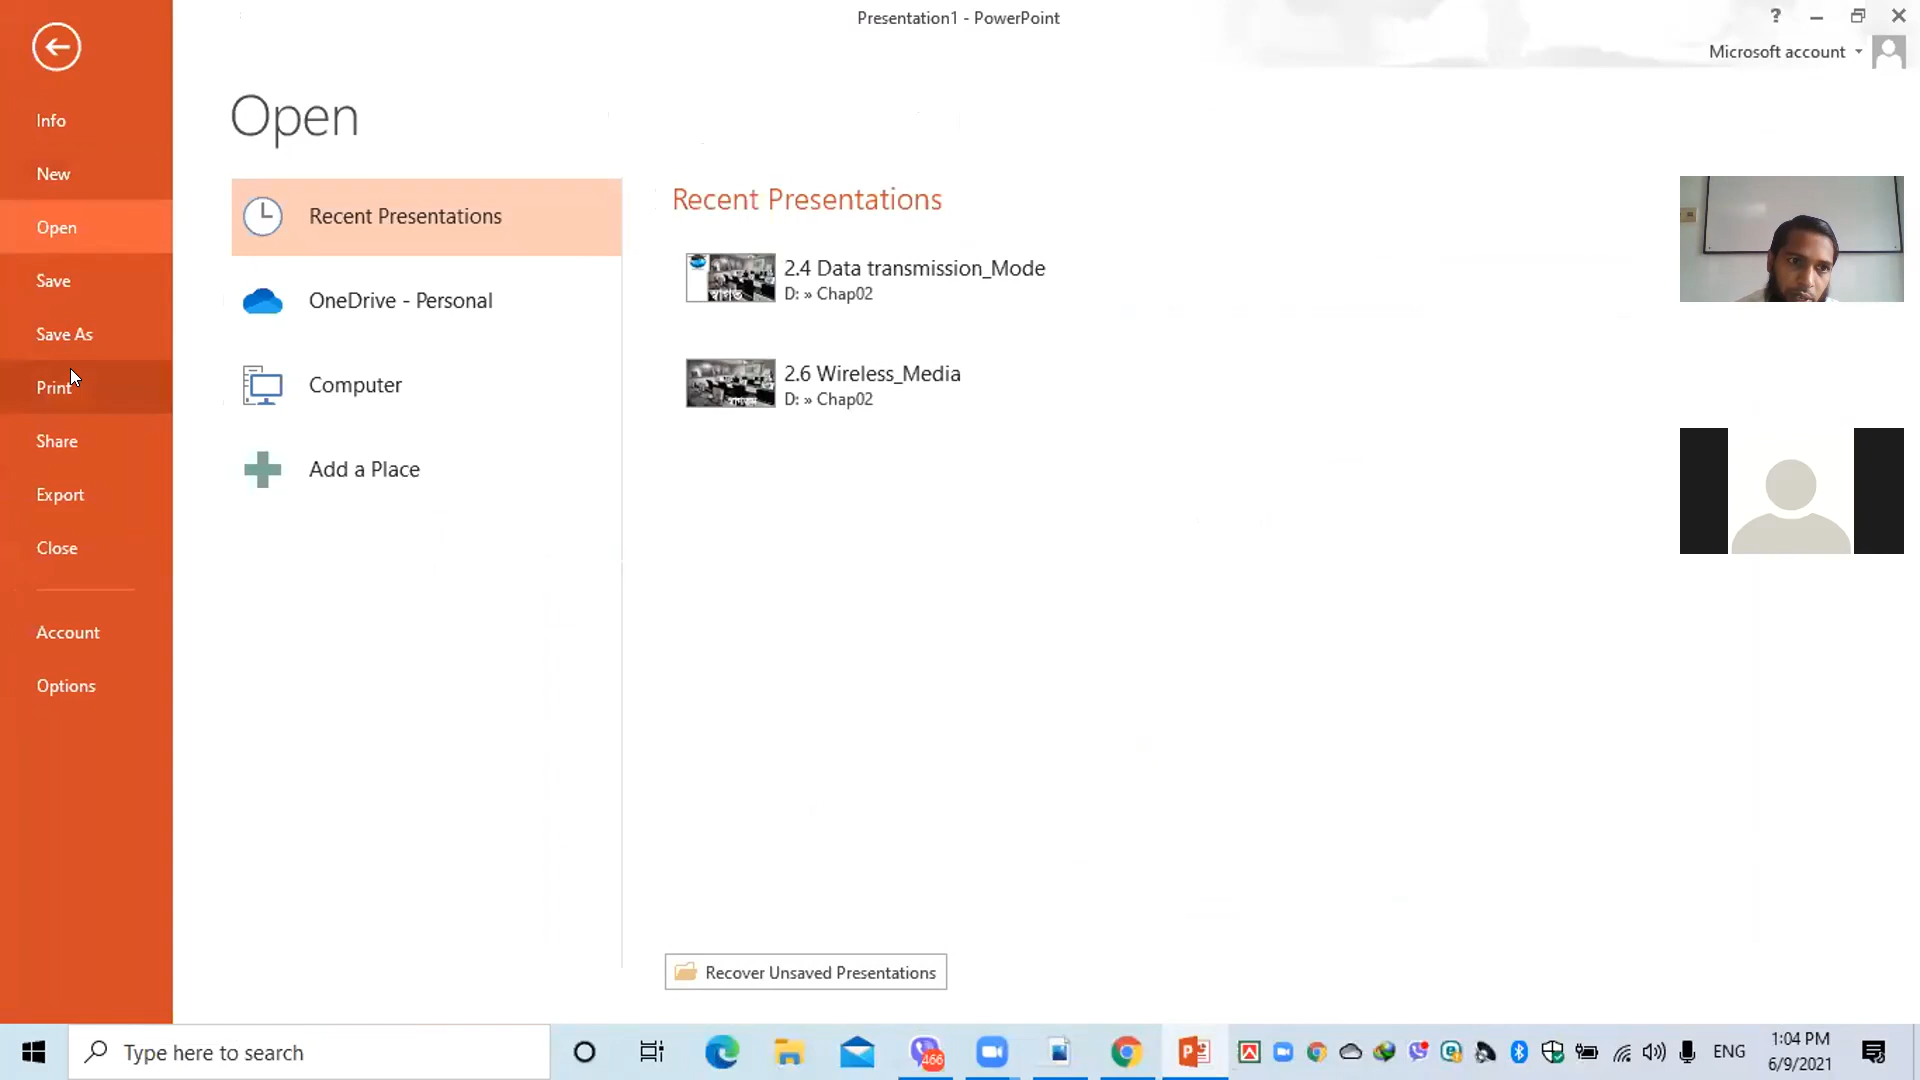 Presentation1 - PowerPoint
?
Microsoft account
Info
New
Open
Save
Save As
Print
Share
Export
Close
Account
Options
Open
Recent Presentations
OneDrive - Personal
Computer
Add a Place
Recent Presentations
2.4 Data transmission_Mode
D: » Chap02
2.6 Wireless_Media
D: » Chap02
Recover Unsaved Presentations
Type here to search
466
ENG
1:04 PM
6/9/2021